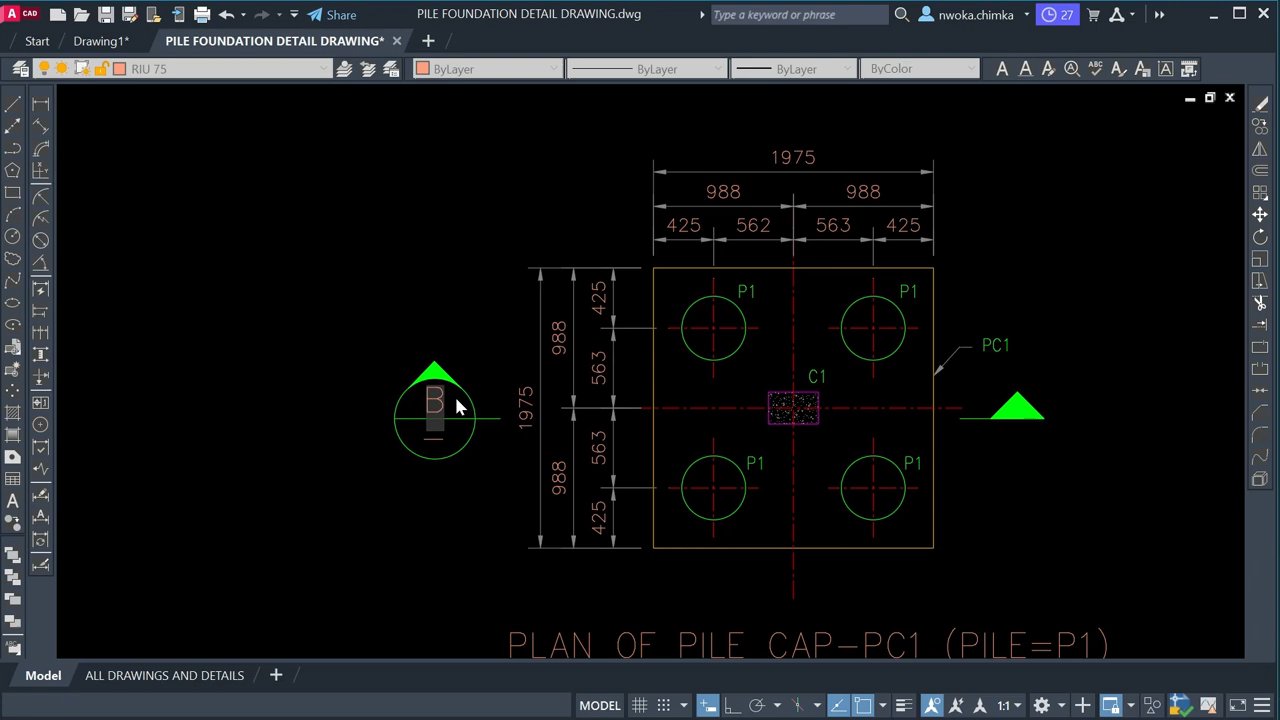 CAD
Share
PILE FOUNDATION DETAIL DRAWING.dwg
Type a keyword or phrase
nwoka.chimka
27
Start
Drawing1*
PILE FOUNDATION DETAIL DRAWING*
RIU 75
ByLayer
ByLayer
ByLayer
ByColor
1975
988
988
425
562
563
425
P1
P1
425
988
563
PC1
C1
1975
B
563
988
P1
P1
425
PLAN OF PILE CAP-PC1 (PILE=P1)
Model
ALL DRAWINGS AND DETAILS
MODEL
1:1